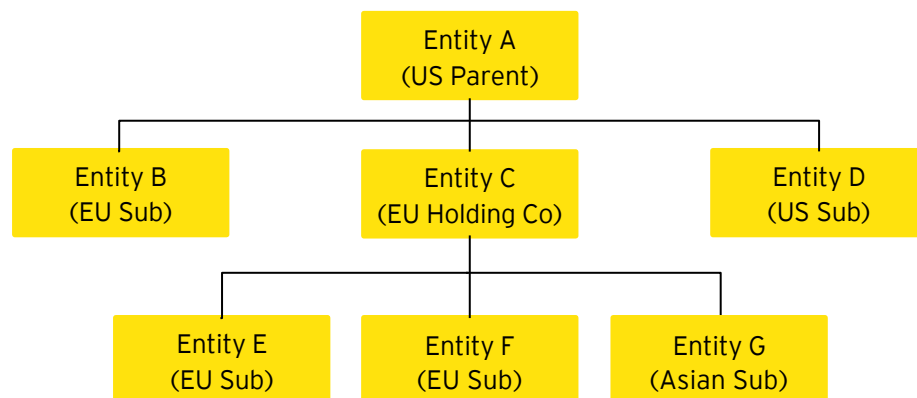 Entity A
(US Parent)
Entity B
(EU Sub)
Entity C
(EU Holding Co)
Entity D
(US Sub)
Entity E
(EU Sub)
Entity F
(EU Sub)
Entity G
(Asian Sub)